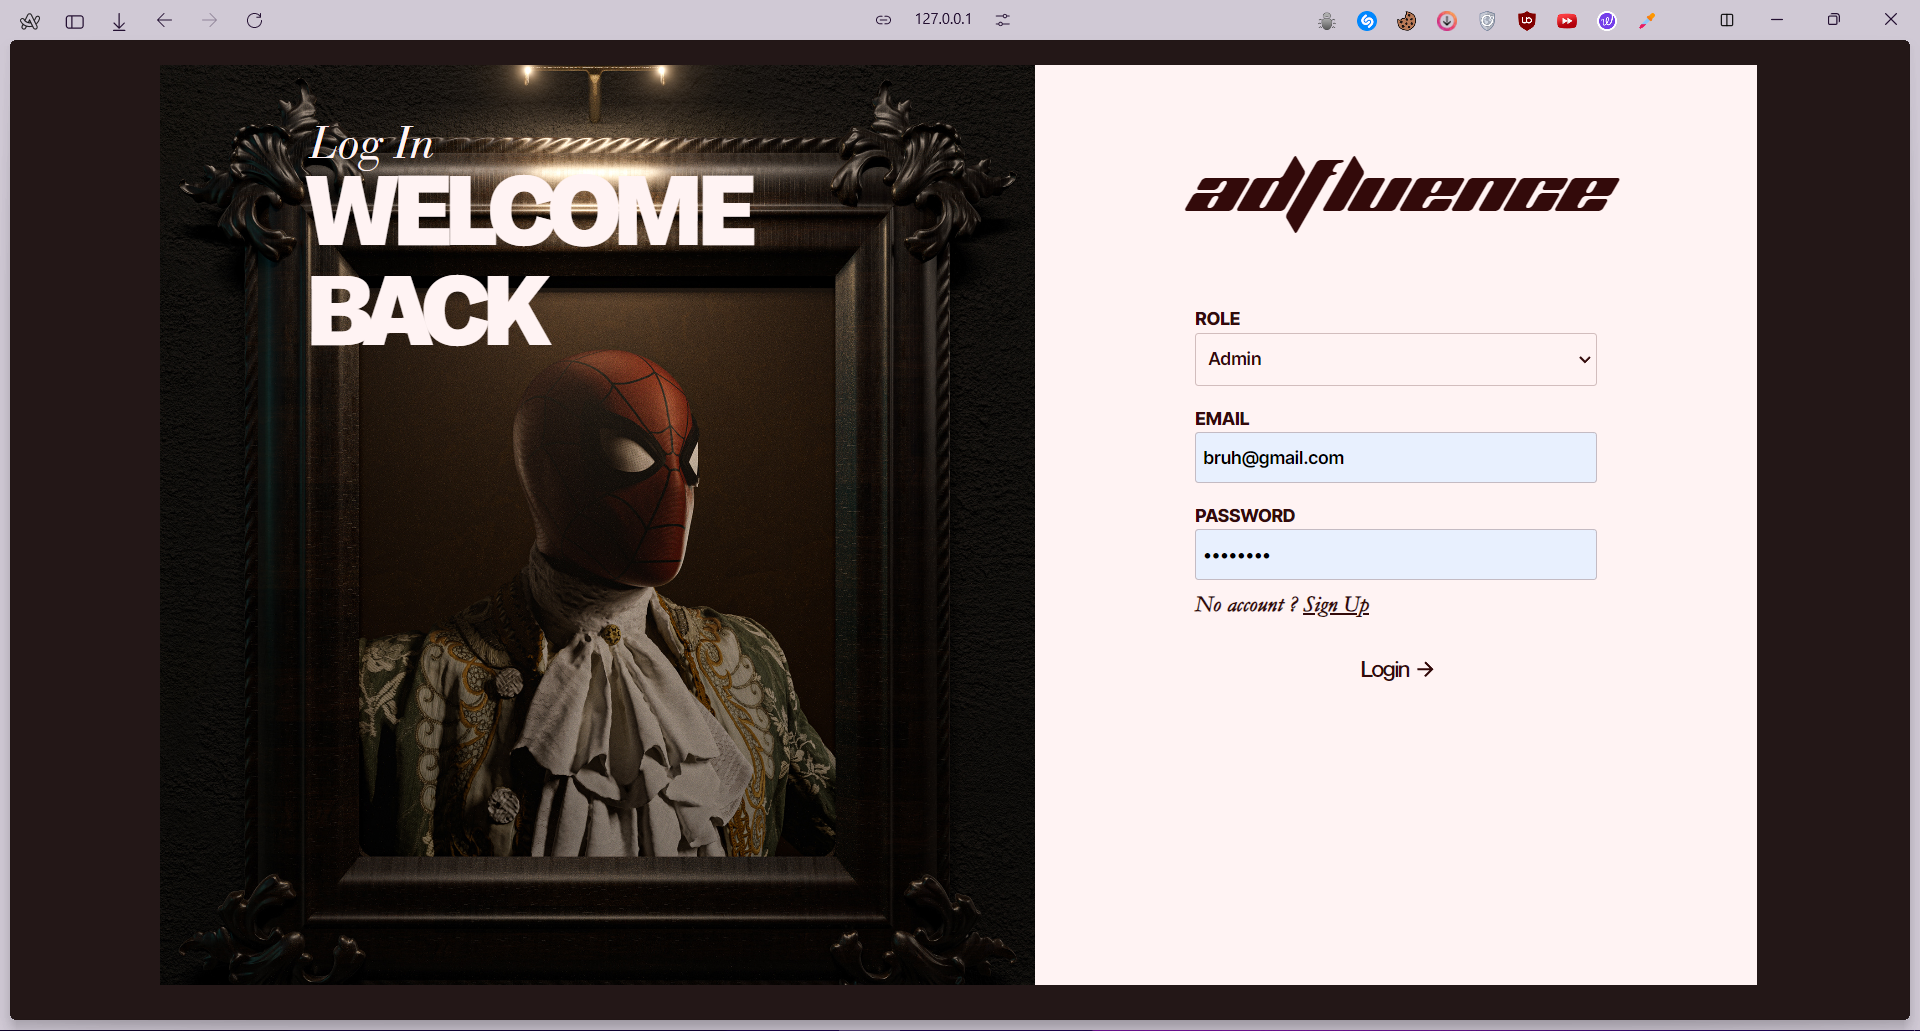 127.0.0.1
Log In
WELCOME
BACK
adfluence
ROLE
Admin
EMAIL
bruh@gmail.com
PASSWORD
••••••••
No account ? Sign Up
Login →